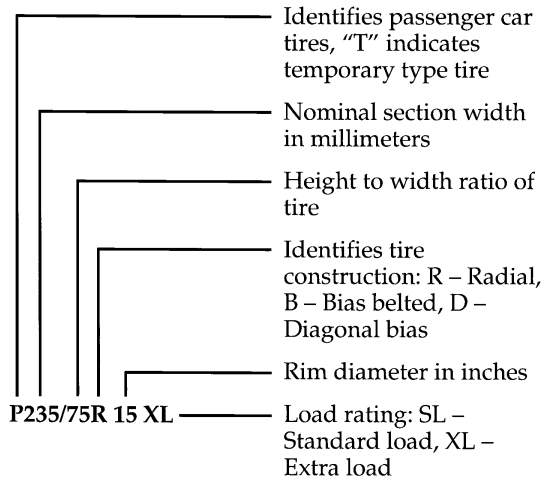 Identifies passenger car
tires, “T” indicates
temporary type tire
Nominal section width
in millimeters
Height to width ratio of
tire
Identifies tire
construction: R – Radial,
B – Bias belted, D –
Diagonal bias
Rim diameter in inches
P235/75R 15 XL
Load rating: SL –
Standard load, XL –
Extra load